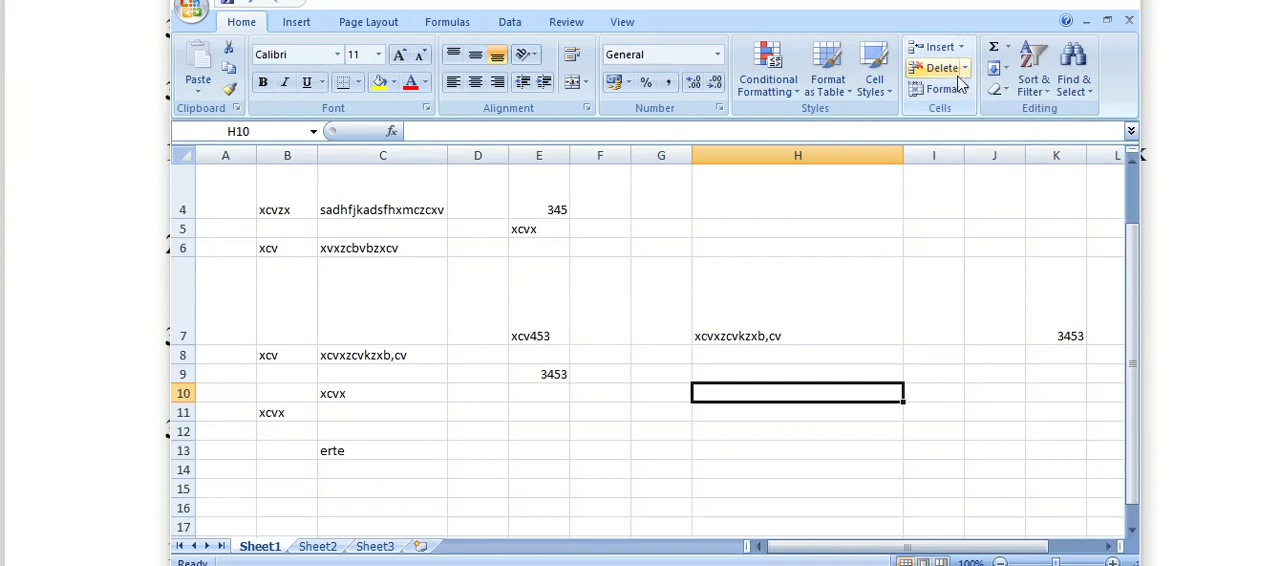 Home Insert Page Layout Formulas Data Review View
Calibri 11 A A General Insert
Paste B I U A % , .00 .0 Conditional Formatting Format as Table Cell Styles Delete Σ Sort & Filter Find & Select
Format
Clipboard Font Alignment Number Styles Cells Editing
H10 fx
A B C D E F G H I J K L
4 xcvzx sadhfjkadsfhxmczcxv 345
5 xcvx
6 xcv xvxzcbvbzxcv
7 xcv453 xcvxzcvkzxb,cv 3453
8 xcv xcvxzcvkzxb,cv
9 3453
10 xcvx
11 xcvx
12
13 erte
14
15
16
17
Sheet1 Sheet2 Sheet3
Ready 100%